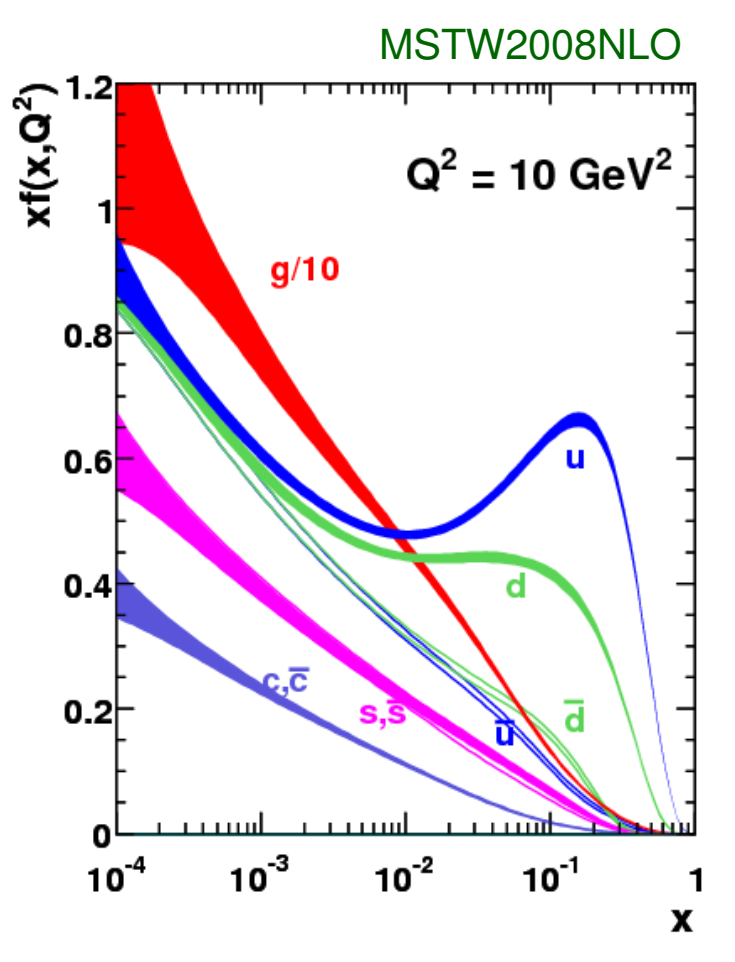 MSTW2008NLO
xf(x,Q²)
1.2
1
0.8
0.6
0.4
0.2
0
Q² = 10 GeV²
g/10
u
d
c,c̅
s,s̅
u̅
d̅
10⁻⁴ 10⁻³ 10⁻² 10⁻¹ 1
x